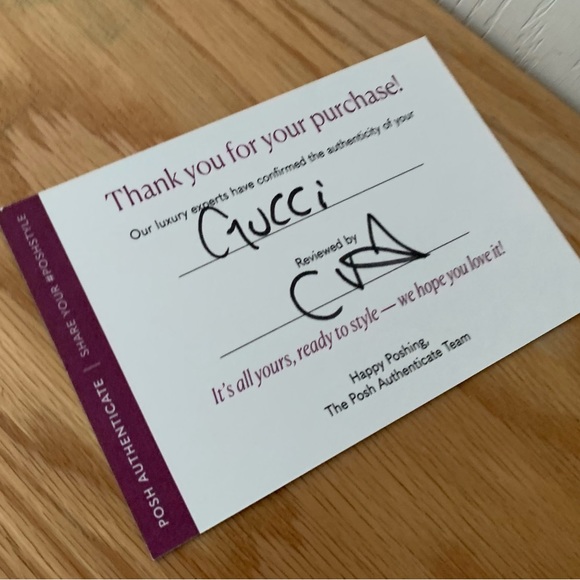 Thank you for your purchase!
Our luxury experts have confirmed the authenticity of your
Gucci
Reviewed by
It's all yours, ready to style — we hope you love it!
Happy Poshing,
The Posh Authenticate Team
POSH AUTHENTICATE | SHARE YOUR #POSHSTYLE